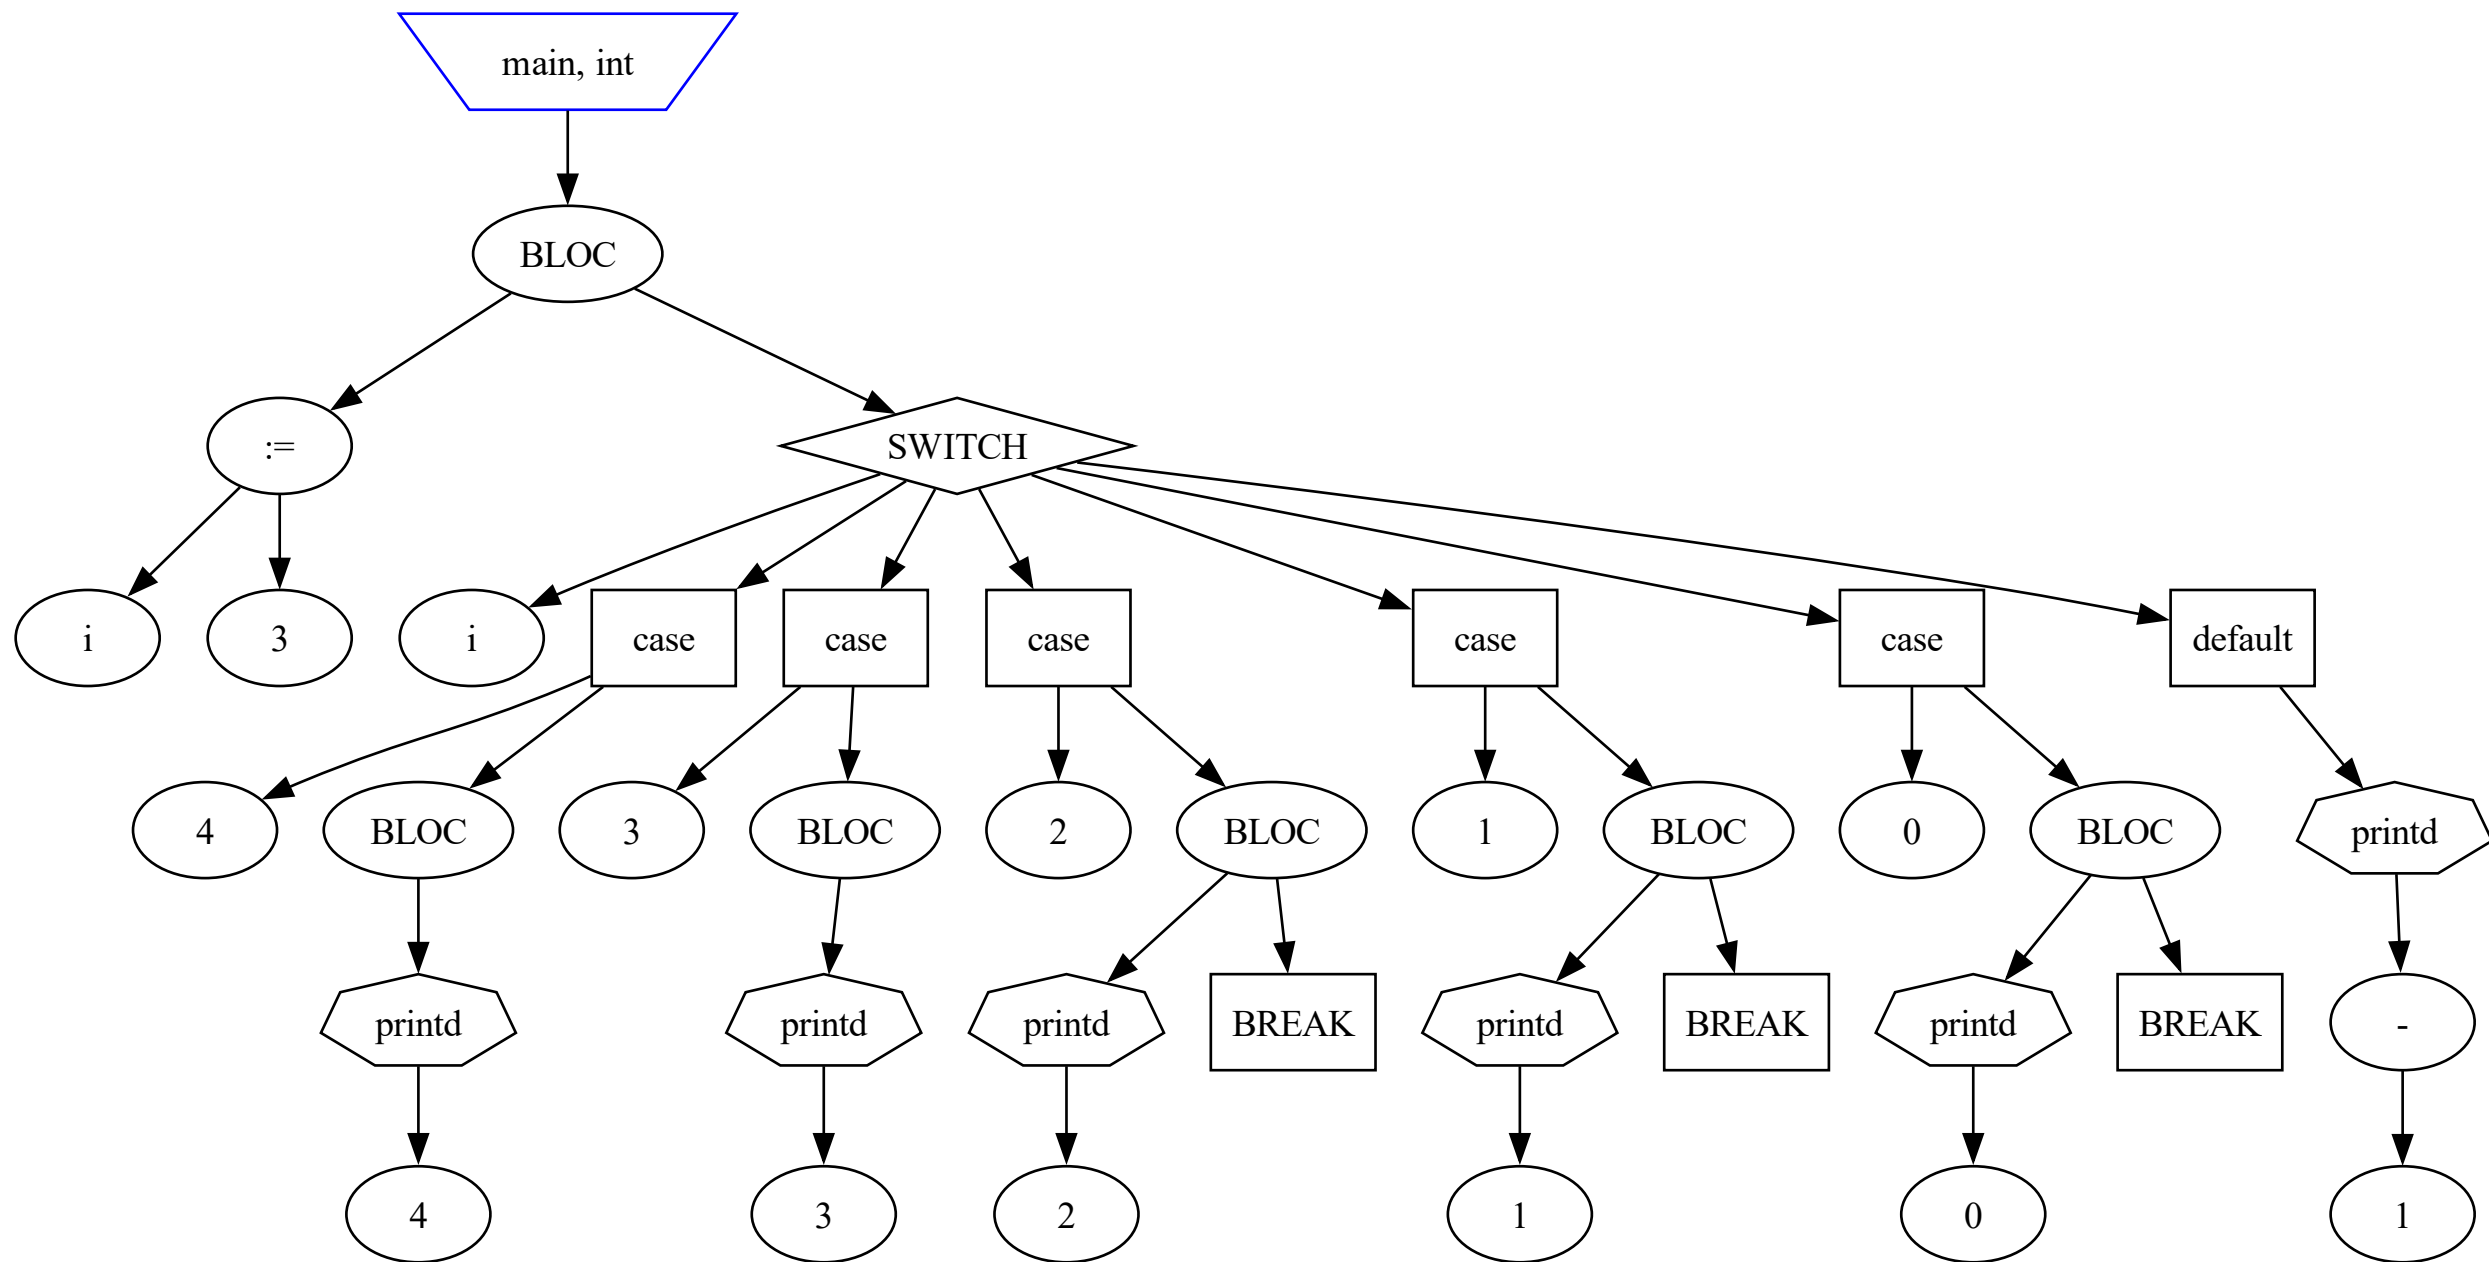 main, int
BLOC
:=
SWITCH
i
3
i
case
case
case
case
case
default
4
BLOC
3
BLOC
2
BLOC
1
BLOC
0
BLOC
printd
printd
printd
printd
BREAK
printd
BREAK
printd
BREAK
-
4
3
2
1
0
1